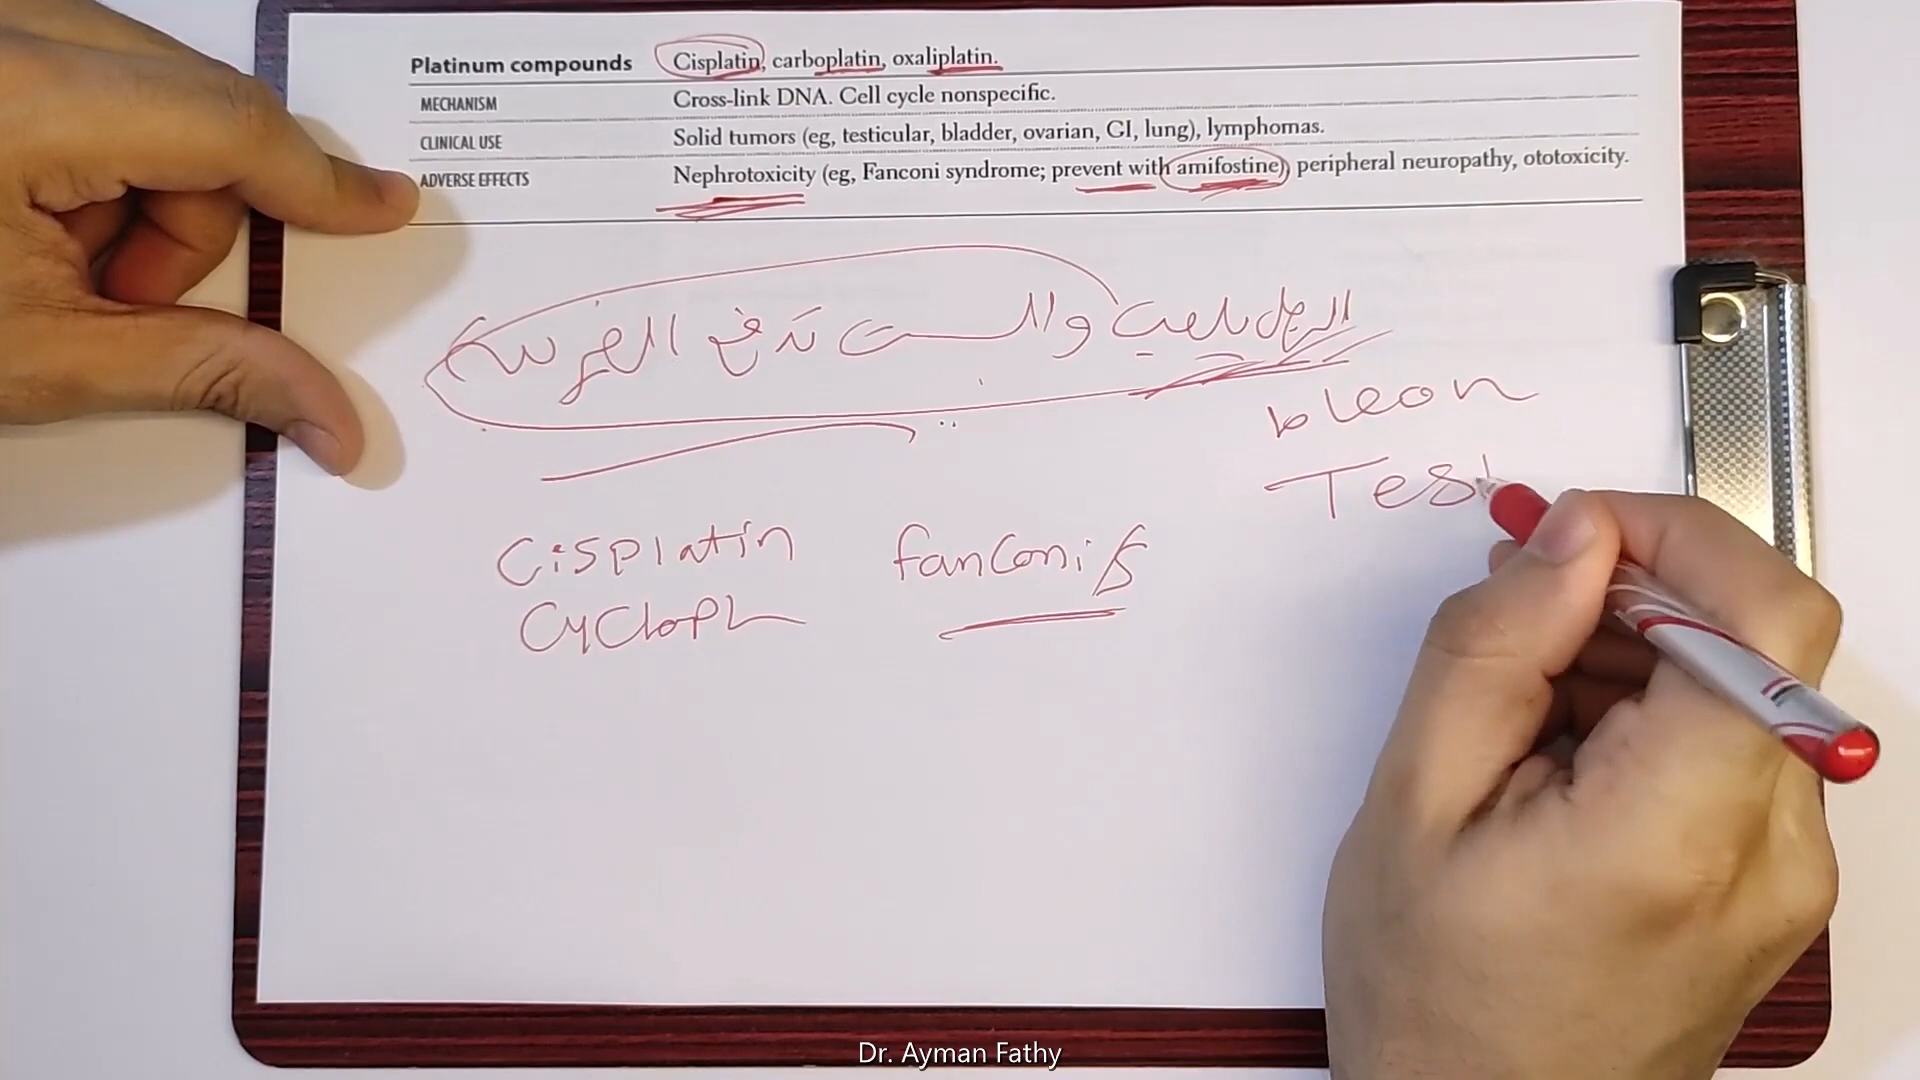 Platinum compounds Cisplatin, carboplatin, oxaliplatin.
MECHANISM Cross-link DNA. Cell cycle nonspecific.
CLINICAL USE Solid tumors (eg, testicular, bladder, ovarian, GI, lung), lymphomas.
ADVERSE EFFECTS Nephrotoxicity (eg, Fanconi syndrome; prevent with amifostine), peripheral neuropathy, ototoxicity.
والست تدفع
bleon
Test
Cisplatin fanconi
Cycloph
Dr. Ayman Fathy